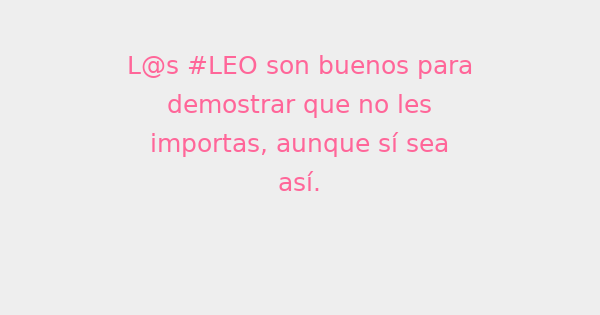 L@s #LEO son buenos para
demostrar que no les
importas, aunque sí sea
así.